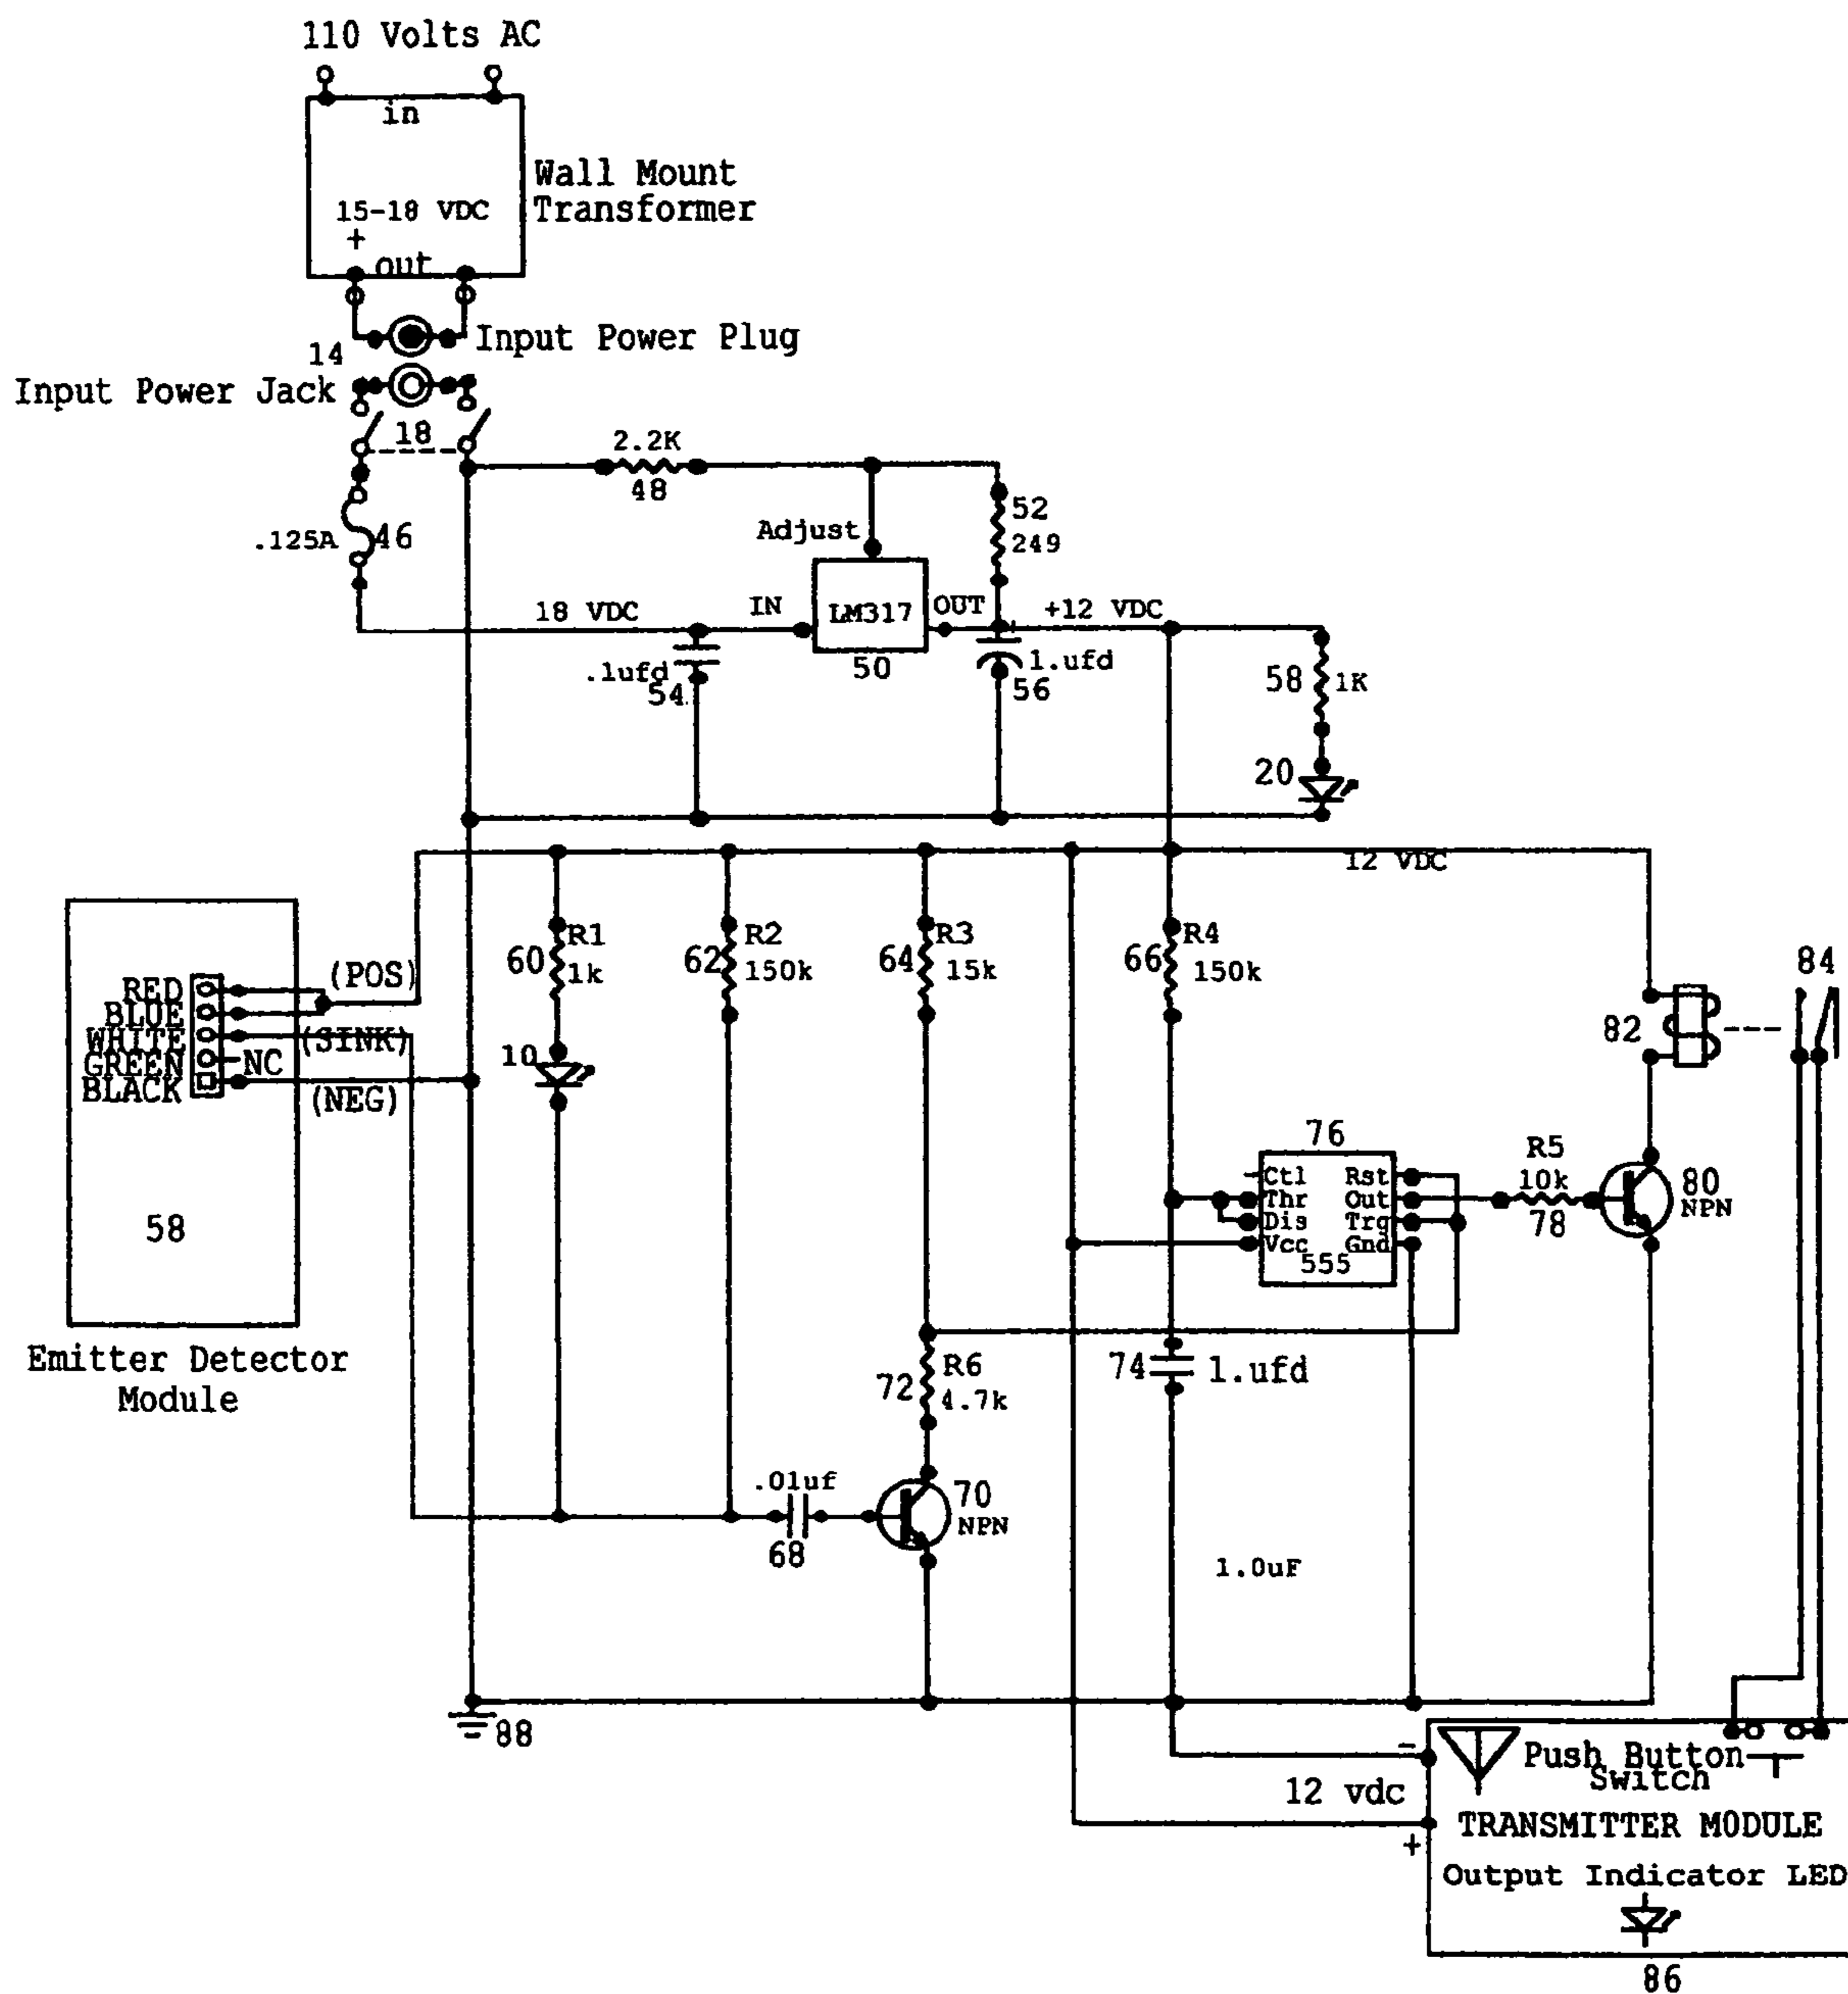 110 Volts AC
in
Wall Mount
Transformer
15-18 VDC
+
out
Input Power Plug
14
Input Power Jack
18
2.2K
48
52
249
Adjust
.125A
46
18 VDC
IN
LM317
OUT
+12 VDC
50
.1ufd
54
1.ufd
56
58
1K
20
12 VDC
R1
60
1k
R2
62
150k
R3
64
15k
R4
66
150k
84
82
RED
BLUE
WHITE
GREEN
BLACK
(POS)
(SINK)
NC
(NEG)
10
58
Emitter Detector
Module
76
Ctl Rst
Thr Out
Dis Trg
Vcc Gnd
555
R5
10k
78
80
NPN
R6
72
4.7k
74
1.ufd
.01uf
68
70
NPN
1.0uF
88
-
12 vdc
+
Push Button
Switch
TRANSMITTER MODULE
Output Indicator LED
86